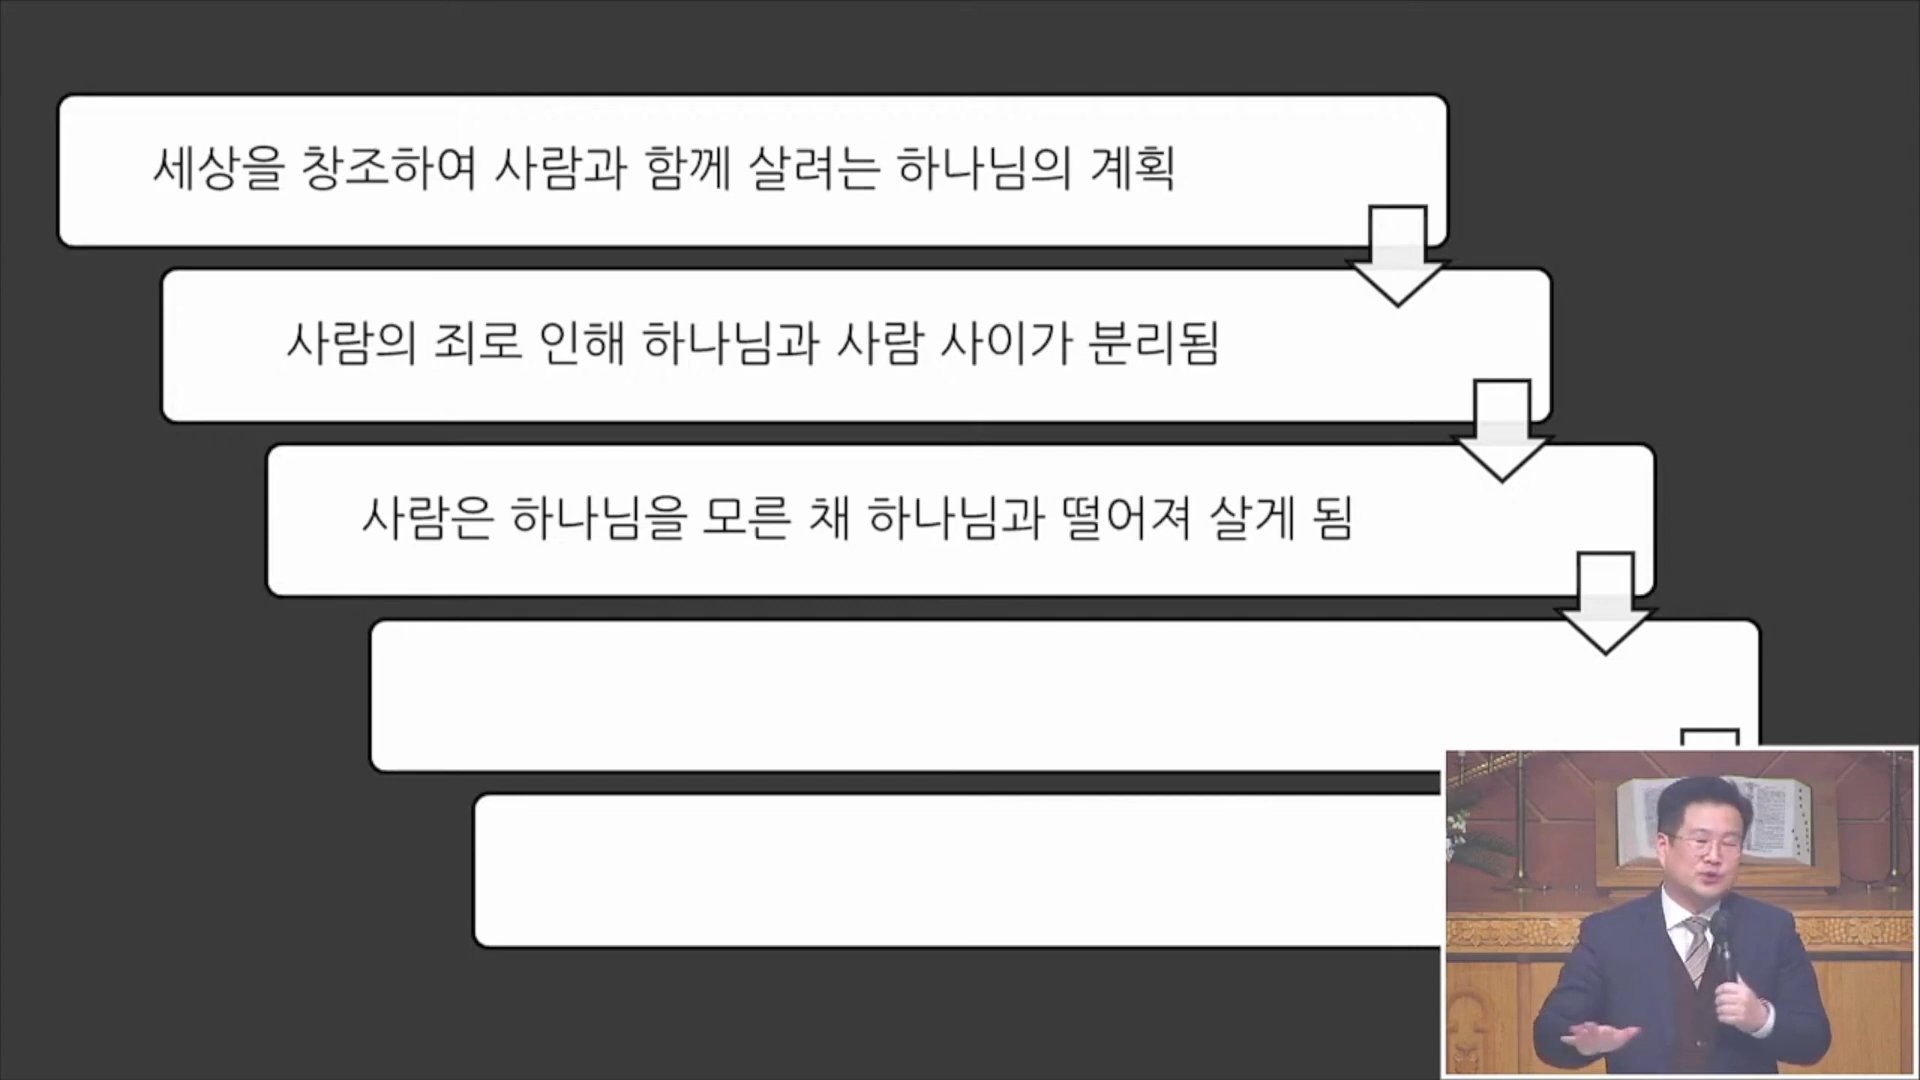 세상을 창조하여 사람과 함께 살려는 하나님의 계획
사람의 죄로 인해 하나님과 사람 사이가 분리됨
사람은 하나님을 모른 채 하나님과 떨어져 살게 됨